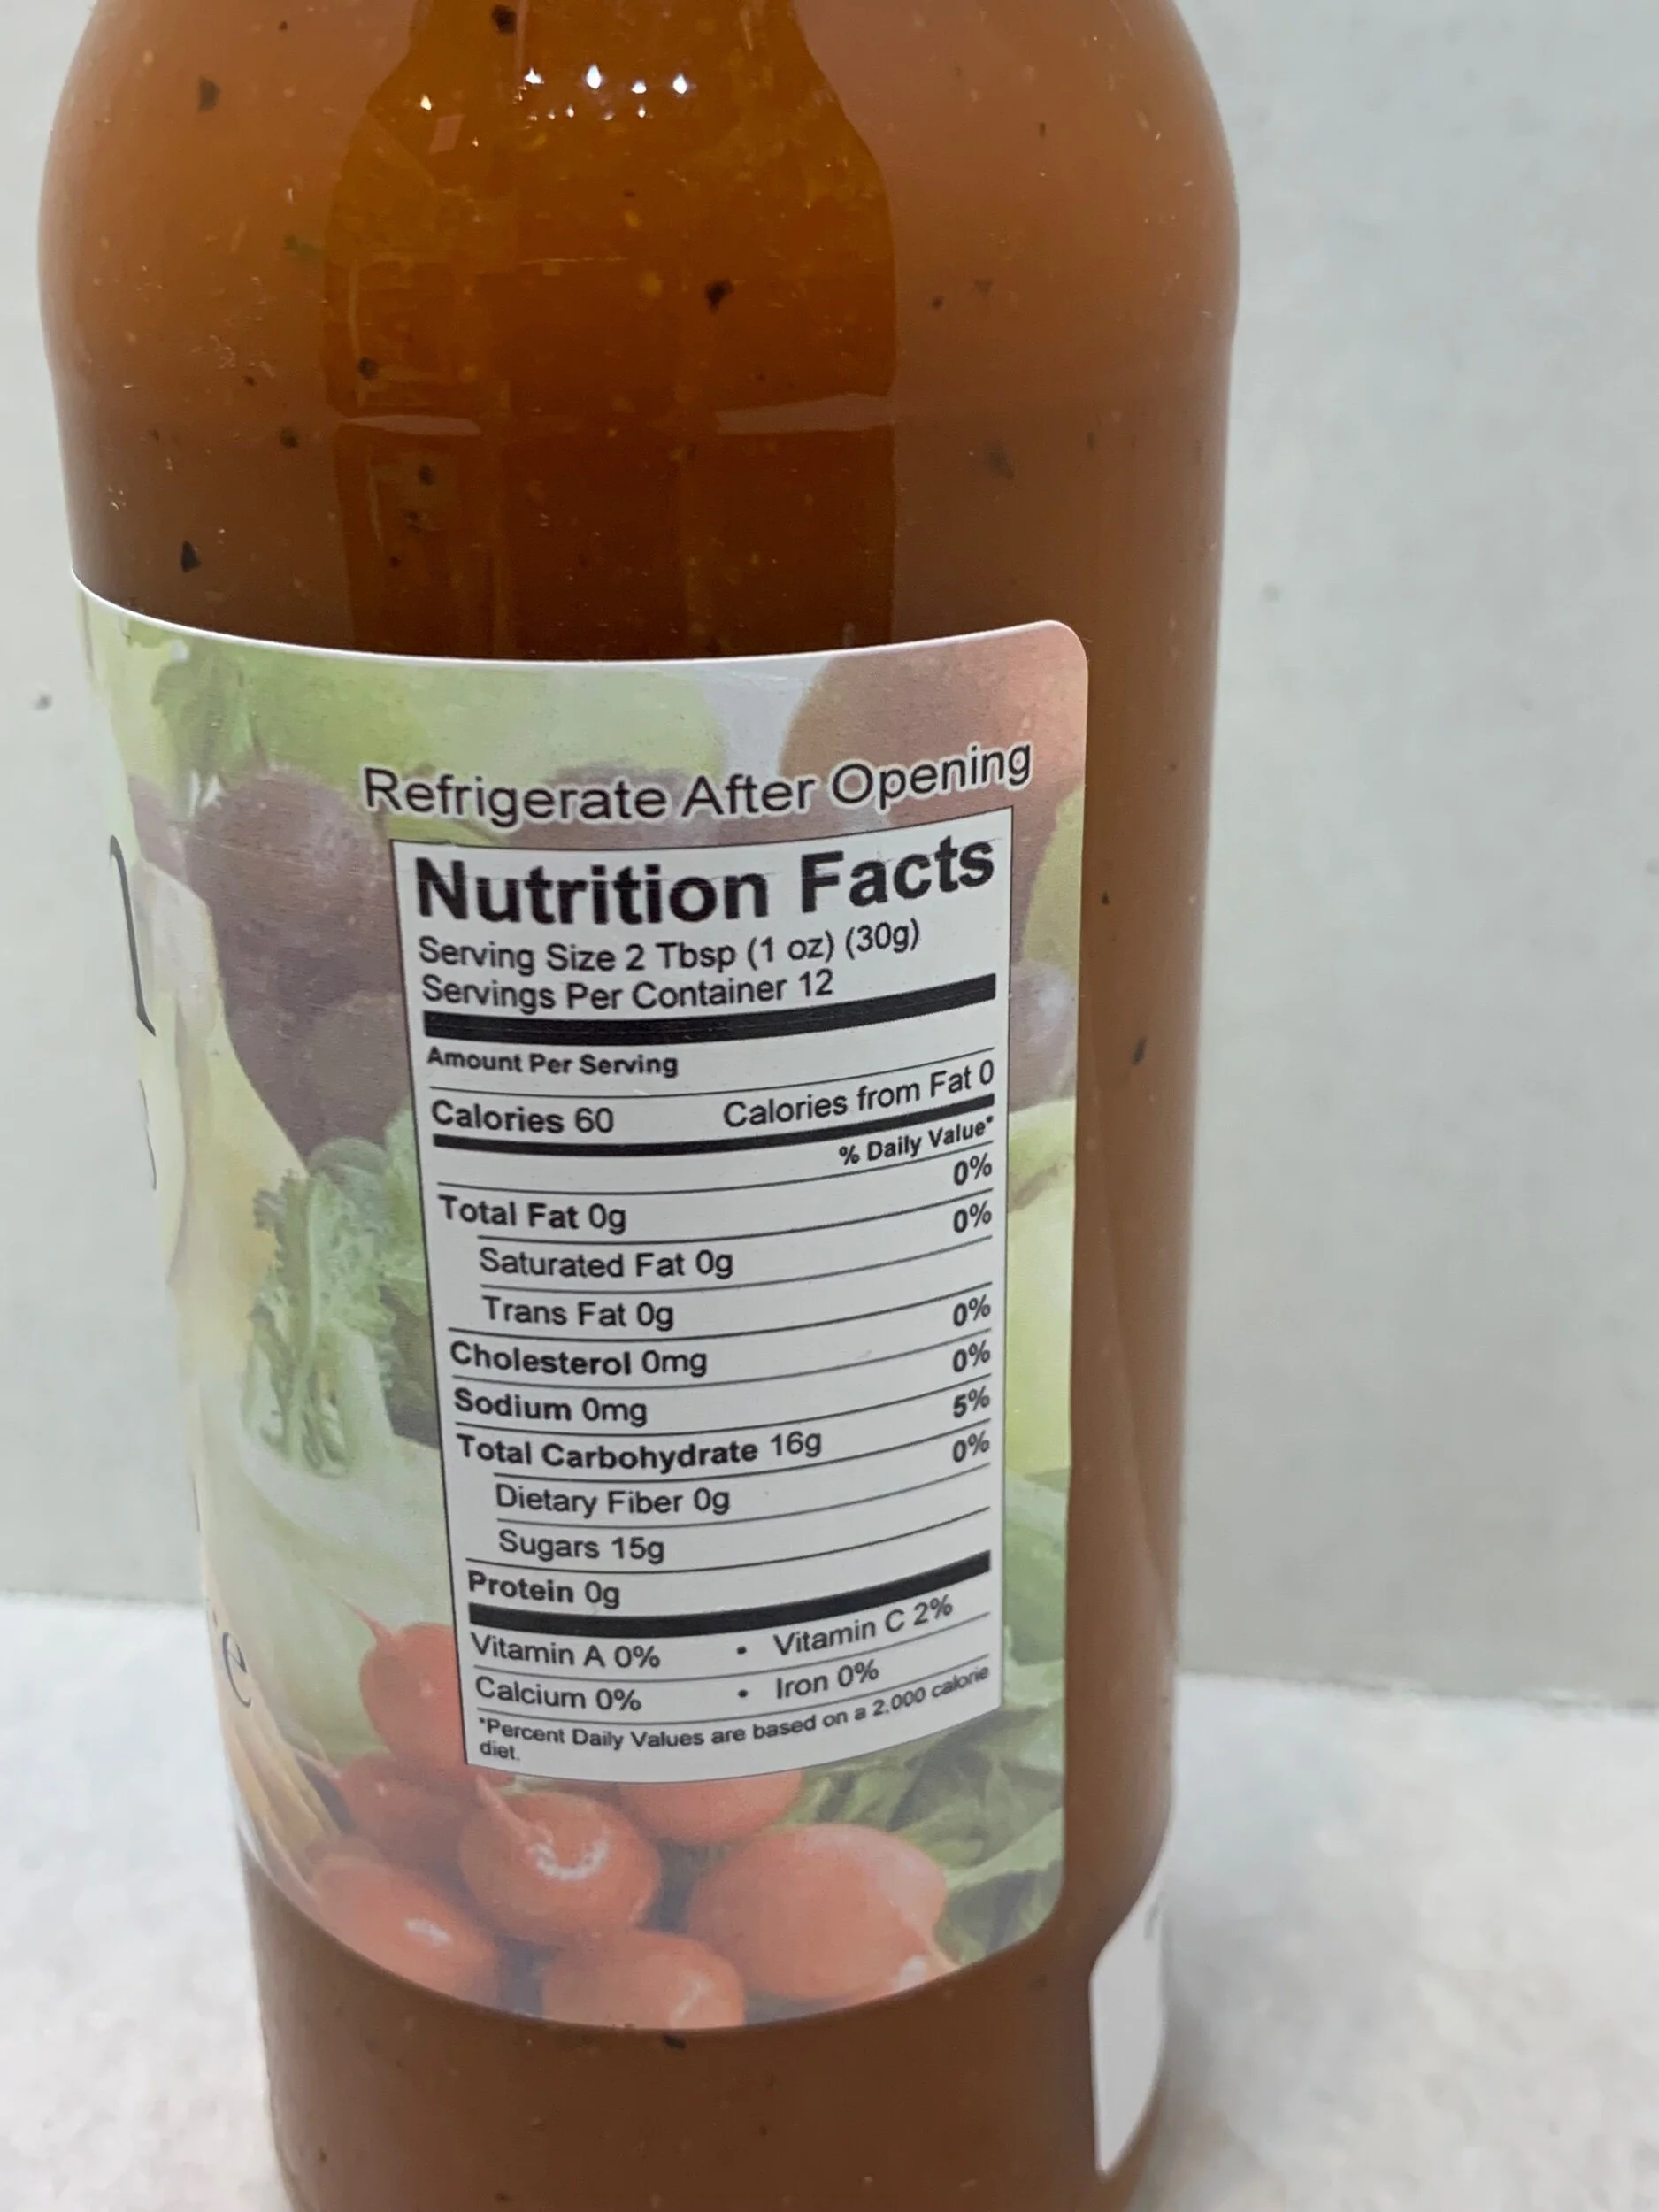 Refrigerate After Opening
Nutrition Facts
Serving Size 2 Tbsp (1 oz) (30g)
Servings Per Container 12
Amount Per Serving
Calories 60 Calories from Fat 0
% Daily Value*
Total Fat 0g 0%
Saturated Fat 0g 0%
Trans Fat 0g
Cholesterol 0mg 0%
Sodium 0mg 0%
Total Carbohydrate 16g 5%
Dietary Fiber 0g 0%
Sugars 15g
Protein 0g
Vitamin A 0% • Vitamin C 2%
Calcium 0% • Iron 0%
*Percent Daily Values are based on a 2,000 calorie
diet.